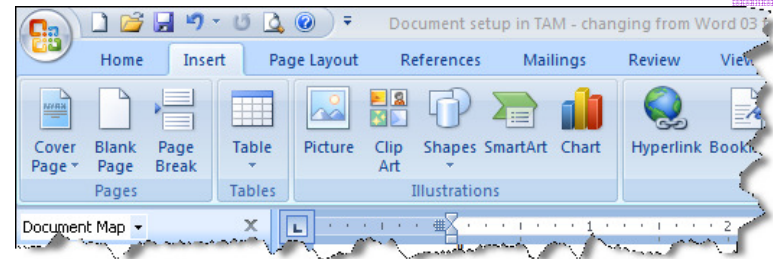 Document setup in TAM - changing from Word 03
Home Insert Page Layout References Mailings Review View
Cover Page Blank Page Page Break Table Picture Clip Art Shapes SmartArt Chart Hyperlink
Pages Tables Illustrations
Document Map
1 2